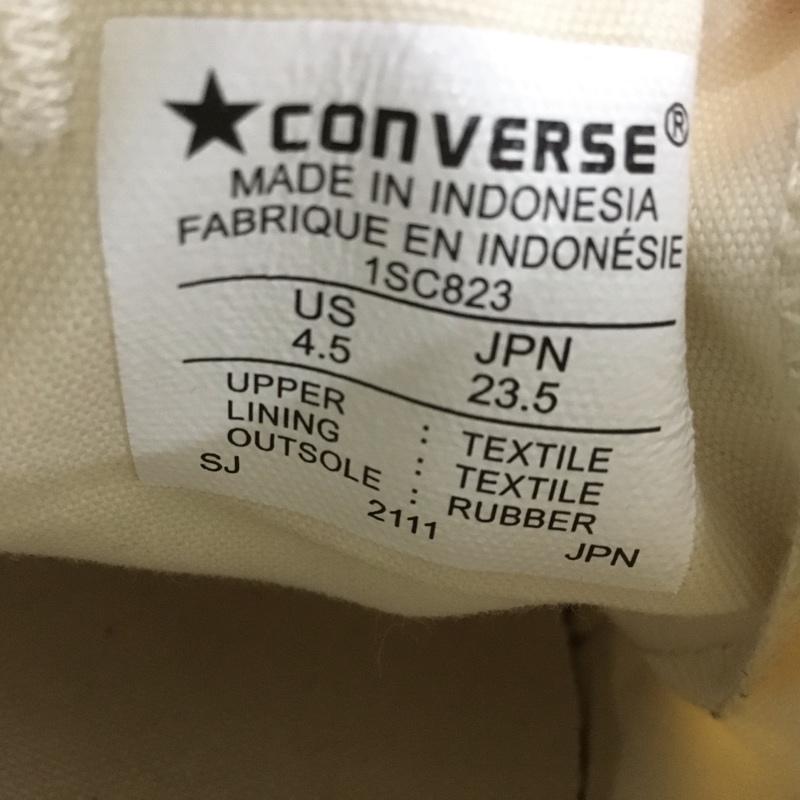 ★CONVERSE®
MADE IN INDONESIA
FABRIQUE EN INDONÉSIE
1SC823
US JPN
4.5 23.5
UPPER : TEXTILE
LINING : TEXTILE
OUTSOLE : RUBBER
SJ 2111 JPN